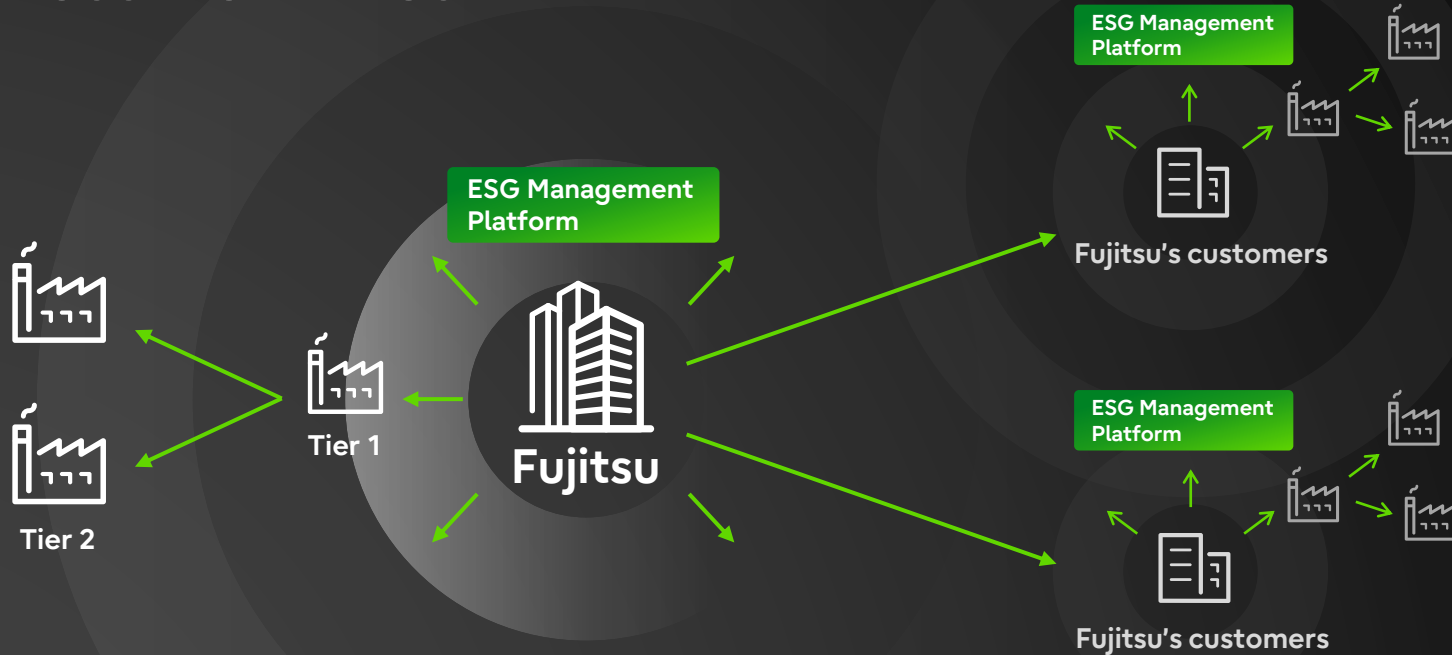 ESG Management
Platform
ESG Management
Platform
Fujitsu's customers
Tier 1
Fujitsu
Tier 2
ESG Management
Platform
Fujitsu's customers